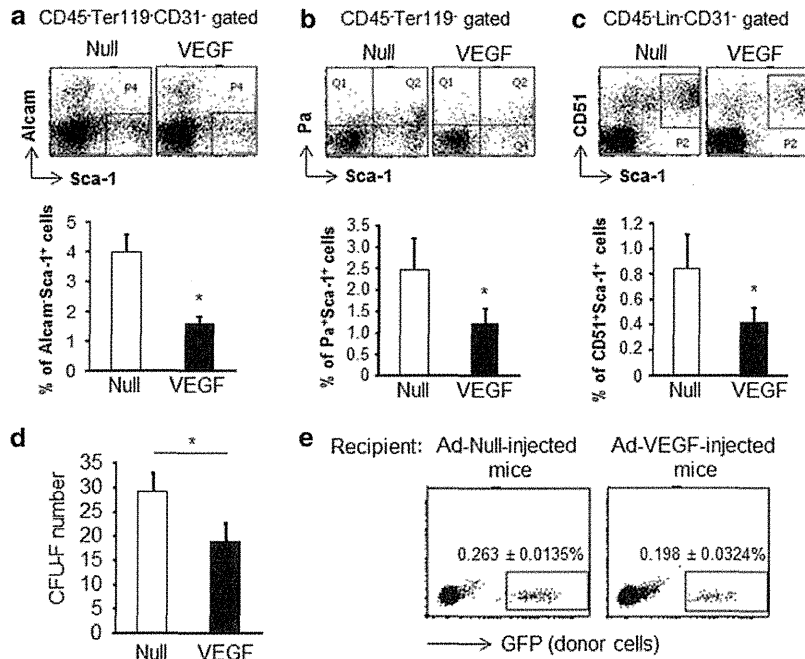 a CD45⁻Ter119⁻CD31⁻ gated
Null VEGF
Alcam
P4 P4
Sca-1
% of Alcam⁻Sca-1⁺ cells
5
4
3
2
1
0
*
Null VEGF
b CD45⁻Ter119⁻ gated
Null VEGF
Pa
Q1 Q2 Q1 Q2
Q4
Sca-1
% of Pa⁺Sca-1⁺ cells
3.5
3.0
2.5
2.0
1.5
1.0
0.5
0
*
Null VEGF
c CD45⁻Lin⁻CD31⁻ gated
Null VEGF
CD51
P2 P2
Sca-1
% of CD51⁺Sca-1⁺ cells
1.2
1.0
0.8
0.6
0.4
0.2
0
*
Null VEGF
d
*
CFU-F number
35
30
25
20
15
10
5
0
Null VEGF
e Recipient: Ad-Null-injected mice
Ad-VEGF-injected mice
0.263 ± 0.0135% 0.198 ± 0.0324%
GFP (donor cells)